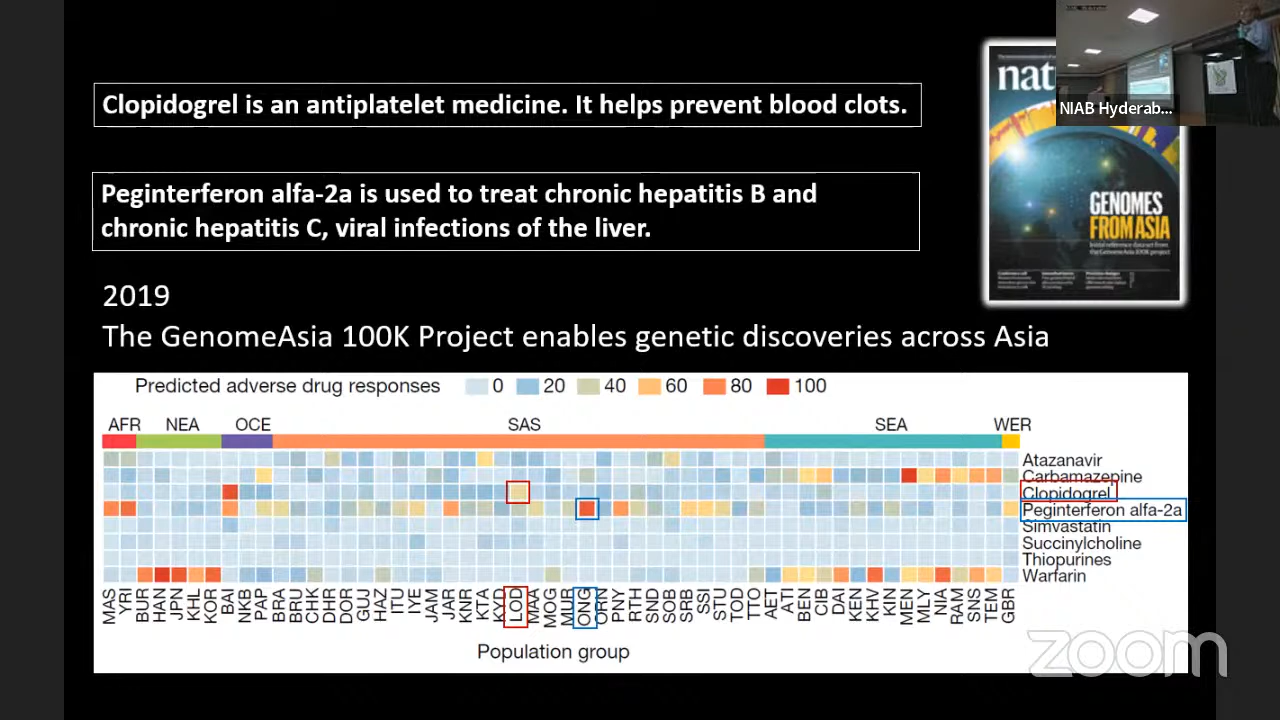 Clopidogrel is an antiplatelet medicine. It helps prevent blood clots.
Peginterferon alfa-2a is used to treat chronic hepatitis B and
chronic hepatitis C, viral infections of the liver.
nat
NIAB Hyderab...
GENOMES
FROM ASIA
2019
The GenomeAsia 100K Project enables genetic discoveries across Asia
Predicted adverse drug responses 0 20 40 60 80 100
AFR NEA OCE SAS SEA WER
Atazanavir
Carbamazepine
Clopidogrel
Peginterferon alfa-2a
Simvastatin
Succinylcholine
Thiopurines
Warfarin
MAS YRI BUR HAN JPN KHL KOR BAI NKB PAP BRA BRU CHK DHR DOR GUJ HAZ ITU IYE JAM JAR KNR KTA LOD MAA MOG MUR ONG ORN PNY RTH SND SOB SRB SSI STU TOD TTO AET ATI BEN CIB DAI KEN KHV KIN MEN MLY NIA RAM SNS TEM GBR
Population group
zoom